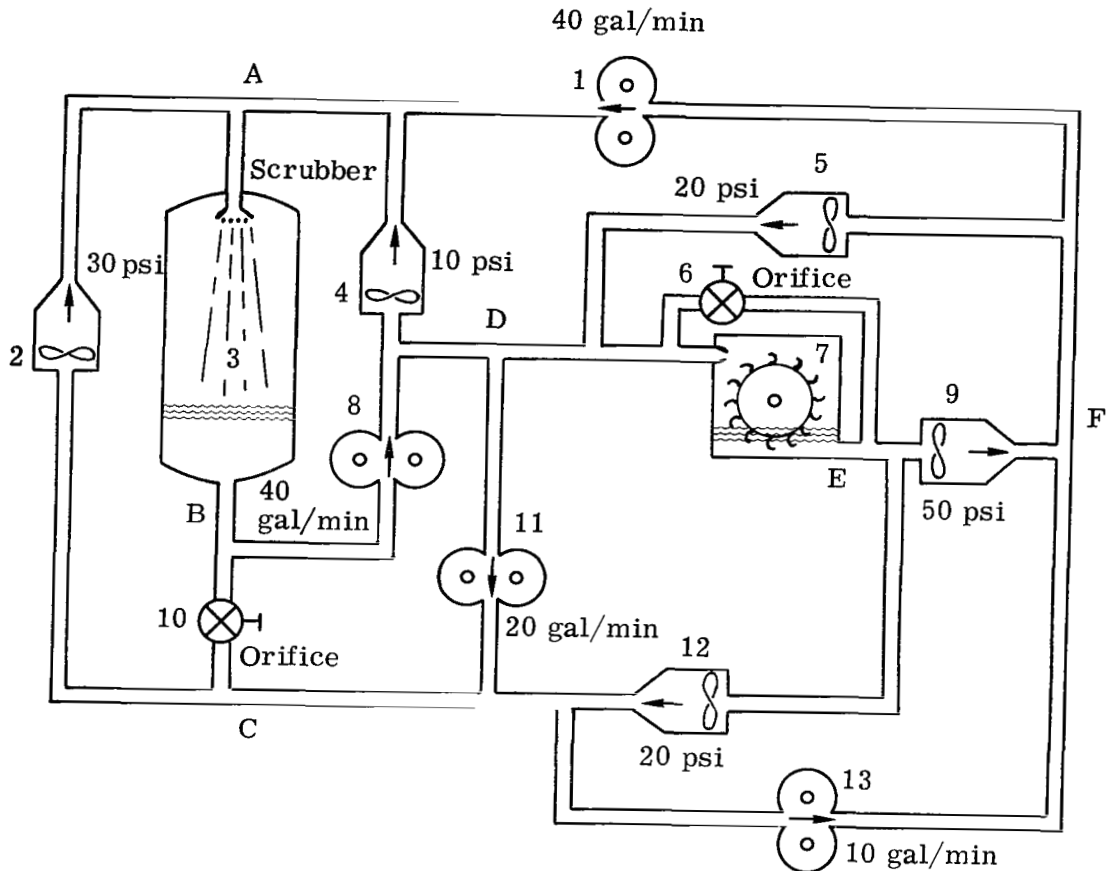 40 gal/min
A
1
5
Scrubber
20 psi
30 psi
10 psi
6
Orifice
4
D
2
3
7
8
9
F
40
gal/min
B
E
50 psi
11
10
20 gal/min
Orifice
12
C
20 psi
13
10 gal/min